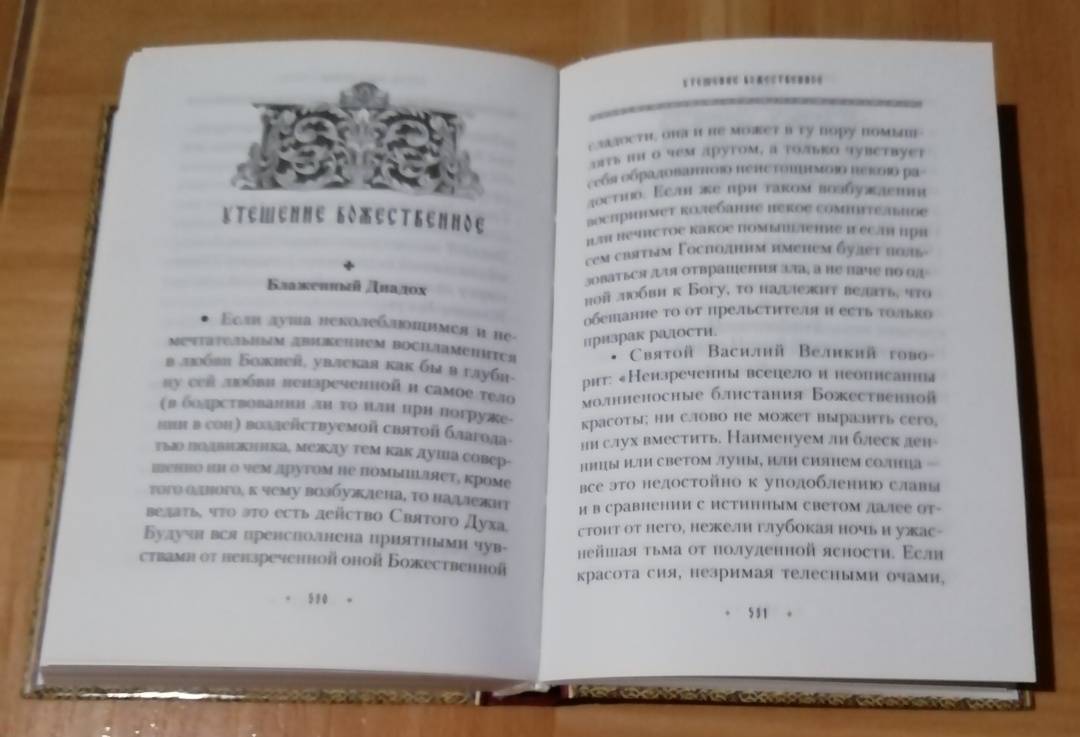 УТЕШЕНИЕ БОЖЕСТВЕННОЕ
Блаженный Диадох
• Если душа неколеблющимся и не-
мечтательным движением воспламенится
в любви Божией, увлекая как бы в глуби-
ну сей любви неизреченной и самое тело
(в бодрствовании ли то или при погруже-
нии в сон) воздействуемой святой благода-
тью подвижника, между тем как душа совер-
шенно ни о чем другом не помышляет, кроме
того одного, к чему возбуждена, то надлежит
ведать, что это есть действо Святого Духа.
Будучи вся преисполнена приятными чув-
ствами от неизреченной оной Божественной
590
УТЕШЕНИЕ БОЖЕСТВЕННОЕ
сладости, она и не может в ту пору помыш-
лять ни о чем другом, а только чувствует
себя обрадованною неистощимою некою ра-
достию. Если же при таком возбуждении
восприимет колебание некое сомнительное
или нечистое какое помышление и если при
сем святым Господним именем будет поль-
зоваться для отвращения зла, а не паче по од-
ной любви к Богу, то надлежит ведать, что
обещание то от прельстителя и есть только
призрак радости.
• Святой Василий Великий гово-
рит: «Неизреченны всецело и неописанны
молниеносные блистания Божественной
красоты; ни слово не может выразить сего,
ни слух вместить. Наименуем ли блеск ден-
ницы или светом луны, или сиянем солнца —
все это недостойно к уподоблению славы
и в сравнении с истинным светом далее от-
стоит от него, нежели глубокая ночь и ужас-
нейшая тьма от полуденной ясности. Если
красота сия, незримая телесными очами,
591